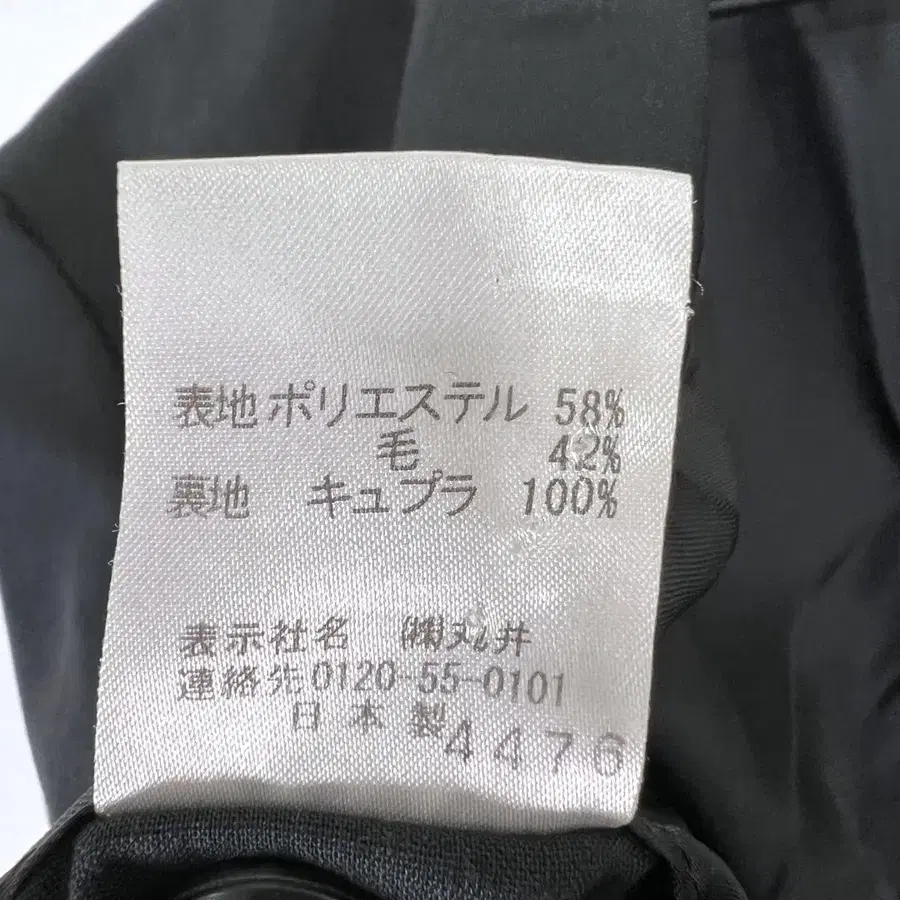 表地 ポリエステル 58%
毛 42%
裏地 キュプラ 100%
表示社名 ㈱丸井
連絡先 0120-55-0101
日本製
4476